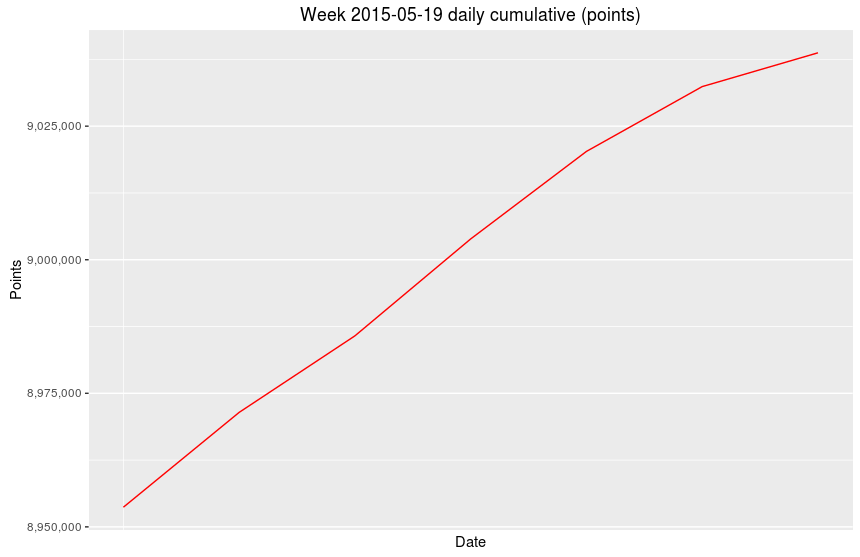 Week 2015-05-19 daily cumulative (points)
9,025,000
9,000,000
8,975,000
8,950,000
Points
Date